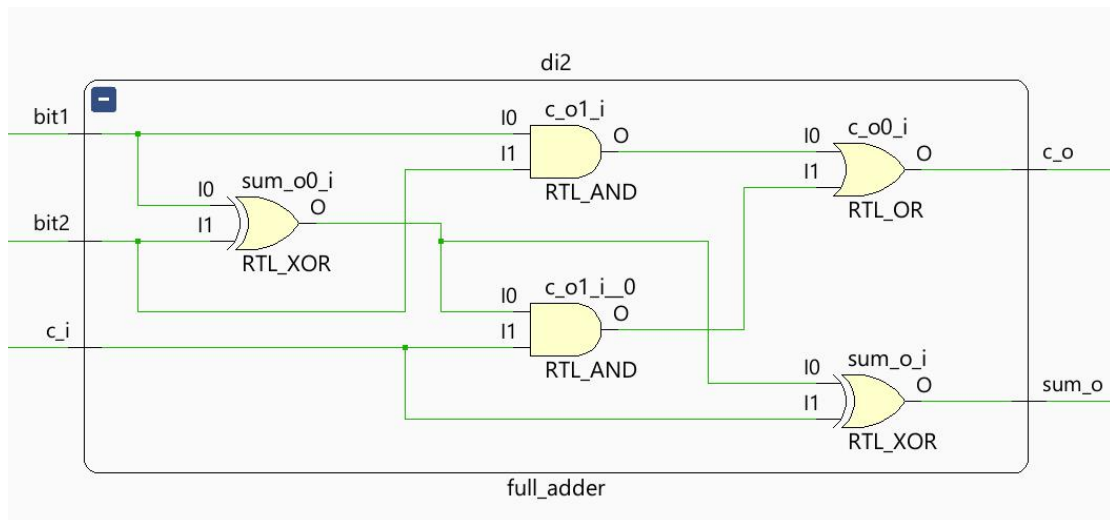 di2
bit1
I0
c_o1_i
O
I1
RTL_AND
I0
c_o0_i
O
I1
RTL_OR
c_o
sum_o0_i
I0
O
I1
RTL_XOR
bit2
c_o1_i__0
I0
O
I1
RTL_AND
c_i
sum_o_i
I0
O
I1
RTL_XOR
sum_o
full_adder